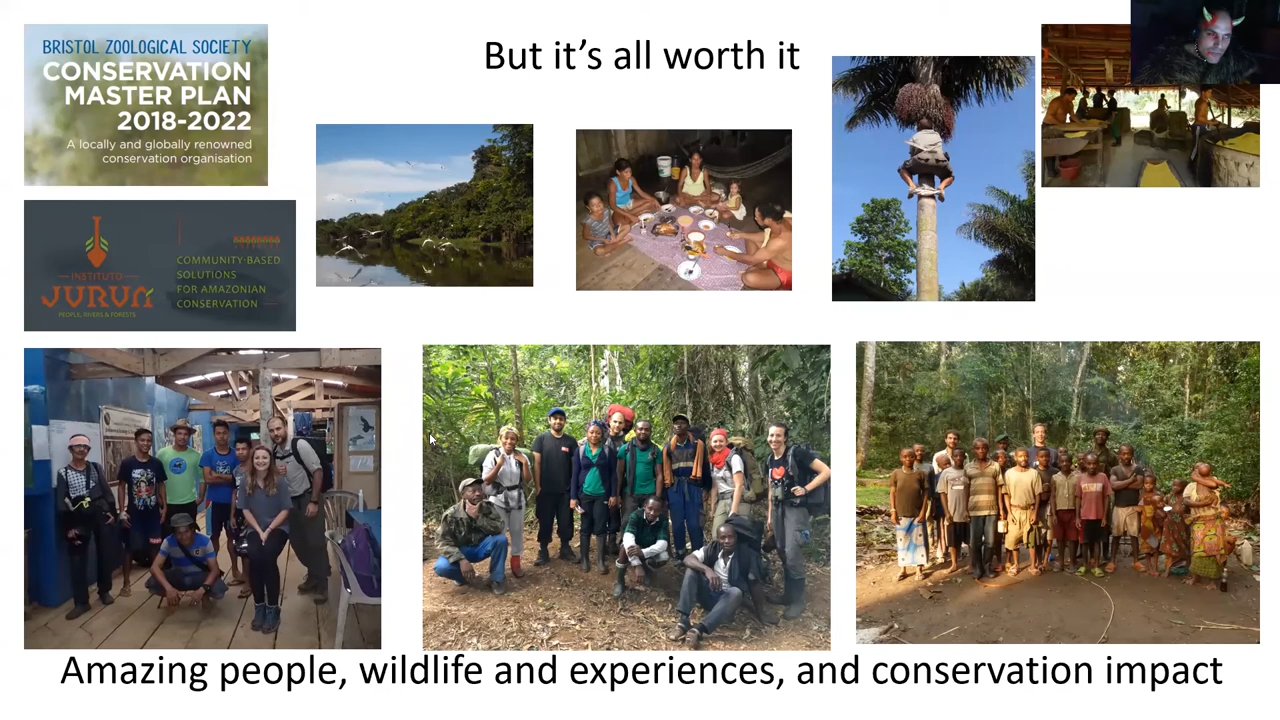 BRISTOL ZOOLOGICAL SOCIETY
CONSERVATION
MASTER PLAN
2018-2022
A locally and globally renowned
conservation organisation
But it's all worth it
INSTITUTO
JURUÁ
PEOPLE, RIVERS & FORESTS
COMMUNITY-BASED
SOLUTIONS
FOR AMAZONIAN
CONSERVATION
Amazing people, wildlife and experiences, and conservation impact